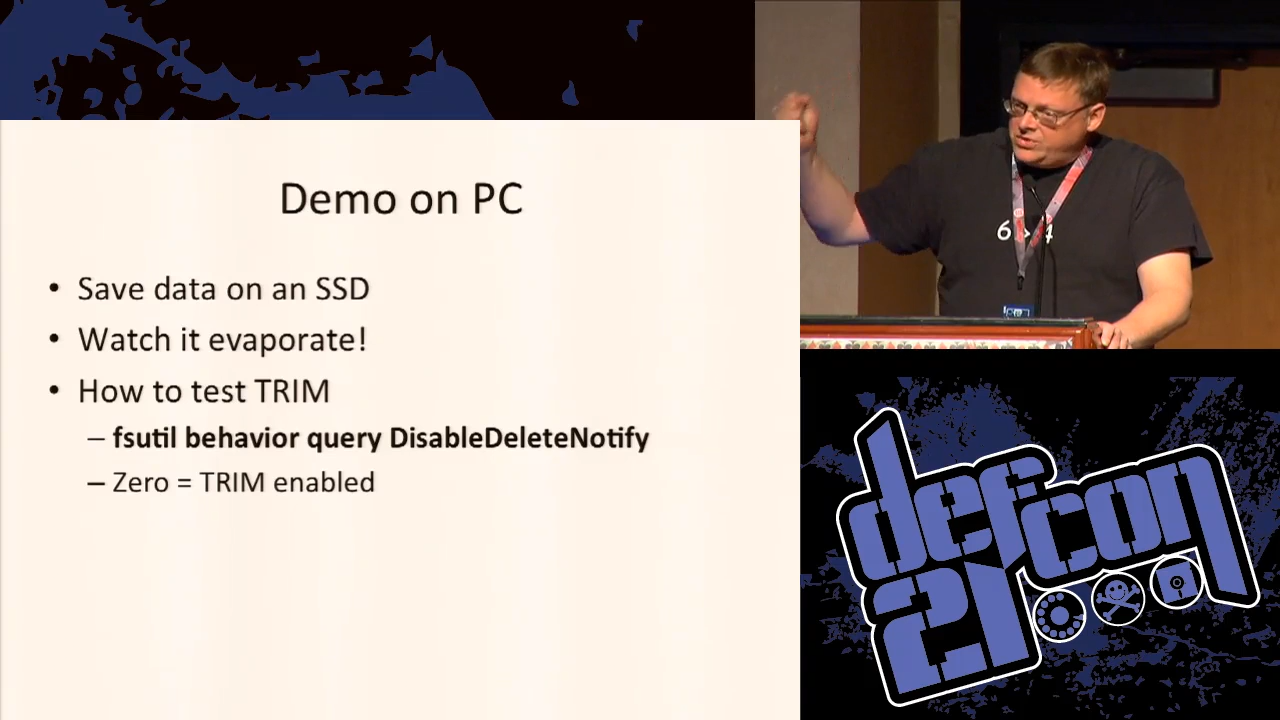 Demo on PC
• Save data on an SSD
• Watch it evaporate!
• How to test TRIM
– fsutil behavior query DisableDeleteNotify
– Zero = TRIM enabled
defcon
21